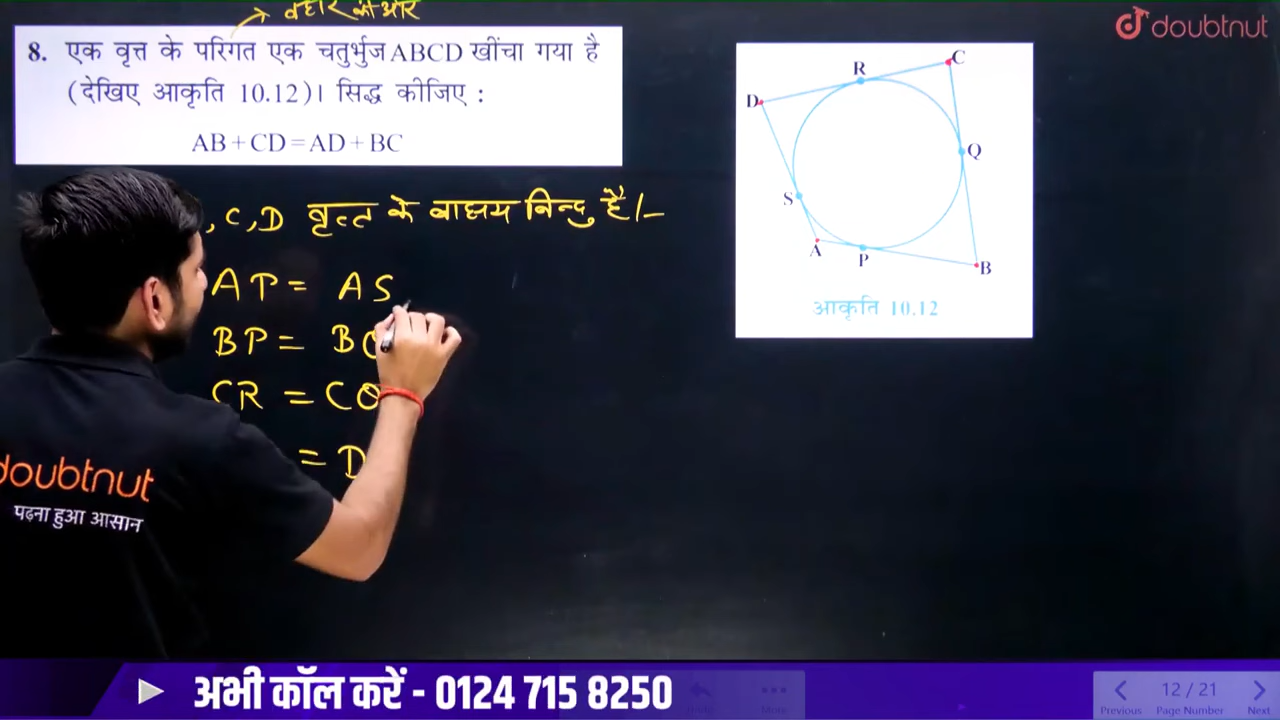 doubtnut
8. एक वृत्त के परिगत एक चतुर्भुज ABCD खींचा गया है
(देखिए आकृति 10.12)। सिद्ध कीजिए :
AB + CD = AD + BC
, C, D वृत्त के बाह्य बिन्दु है।-
AP = AS
BP = B
CR = CQ
= D
R
C
D
Q
S
A
P
B
आकृति 10.12
doubtnut
पढ़ना हुआ आसान
अभी कॉल करें - 0124 715 8250
12 / 21
Previous
Page Number
Next